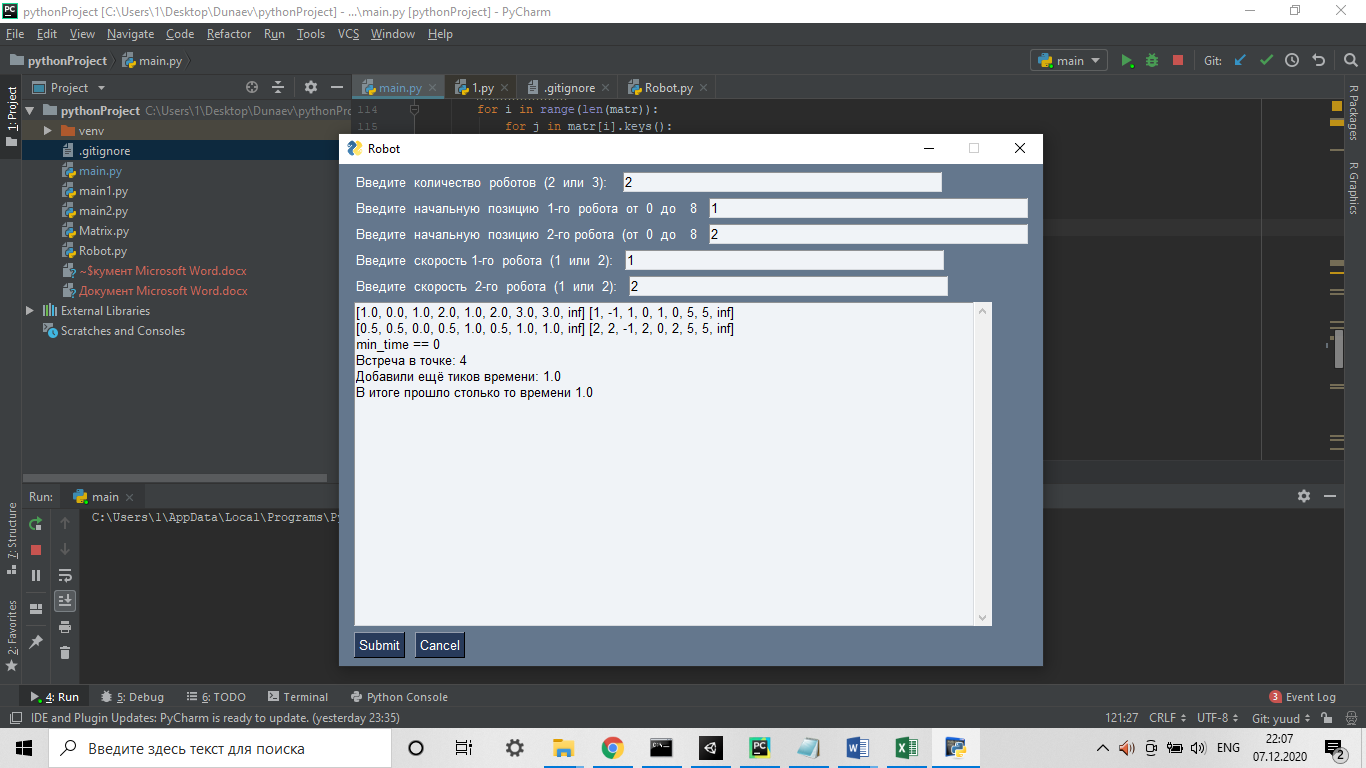 pythonProject [C:\Users\1\Desktop\Dunaev\pythonProject] - ...\main.py [pythonProject] - PyCharm
File Edit View Navigate Code Refactor Run Tools VCS Window Help
pythonProject main.py
main Git:
Project
main.py 1.py .gitignore Robot.py
1: Project
pythonProject C:\Users\1\Desktop\Dunaev\pythonPro
venv
.gitignore
main.py
main1.py
main2.py
Matrix.py
Robot.py
~$кумент Microsoft Word.docx
Документ Microsoft Word.docx
External Libraries
Scratches and Consoles
114 for i in range(len(matr)):
115 for j in matr[i].keys():
R Packages
R Graphics
Robot
Введите количество роботов (2 или 3): 2
Введите начальную позицию 1-го робота от 0 до 8 1
Введите начальную позицию 2-го робота (от 0 до 8 2
Введите скорость 1-го робота (1 или 2): 1
Введите скорость 2-го робота (1 или 2): 2
[1.0, 0.0, 1.0, 2.0, 1.0, 2.0, 3.0, 3.0, inf] [1, -1, 1, 0, 1, 0, 5, 5, inf]
[0.5, 0.5, 0.0, 0.5, 1.0, 0.5, 1.0, 1.0, inf] [2, 2, -1, 2, 0, 2, 5, 5, inf]
min_time == 0
Встреча в точке: 4
Добавили ещё тиков времени: 1.0
В итоге прошло столько то времени 1.0
Submit Cancel
Run: main
C:\Users\1\AppData\Local\Programs\Py
7: Structure
2: Favorites
4: Run 5: Debug 6: TODO Terminal Python Console 3 Event Log
IDE and Plugin Updates: PyCharm is ready to update. (yesterday 23:35) 121:27 CRLF UTF-8 Git: yuud
Введите здесь текст для поиска
ENG
22:07
07.12.2020
2